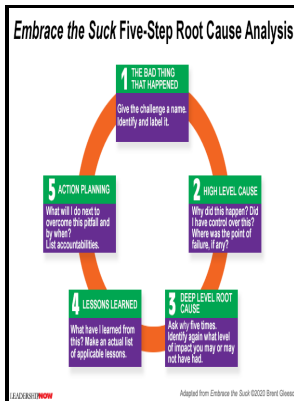 Embrace the Suck Five-Step Root Cause Analysis
1 THE BAD THING
THAT HAPPENED
Give the challenge a name.
Identify and label it.
2 HIGH LEVEL CAUSE
Why did this happen? Did
I have control over this?
Where was the point of
failure, if any?
3 DEEP LEVEL ROOT
CAUSE
Ask why five times.
Identify again what level
of impact you may or may
not have had.
4 LESSONS LEARNED
What have I learned from
this? Make an actual list
of applicable lessons.
5 ACTION PLANNING
What will I do next to
overcome this pitfall and
by when?
List accountabilities.
LEADERSHIPNOW
Adapted from Embrace the Suck ©2020 Brent Glees